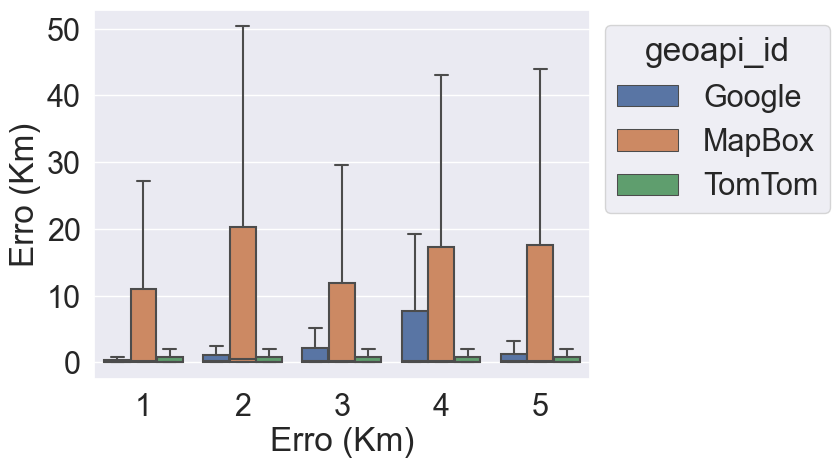 Erro (Km)
50
40
30
20
10
0
1 2 3 4 5
Erro (Km)
geoapi_id
Google
MapBox
TomTom